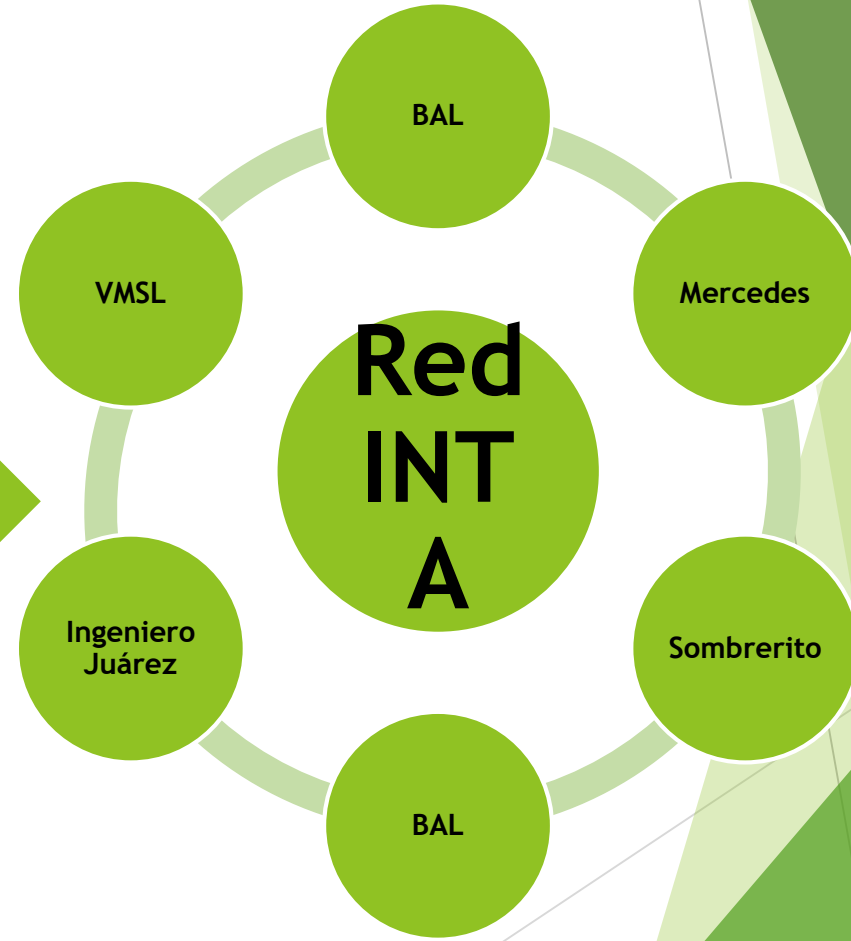 BAL
VMSL
Mercedes
Red
INT
A
Ingeniero
Juárez
Sombrerito
BAL